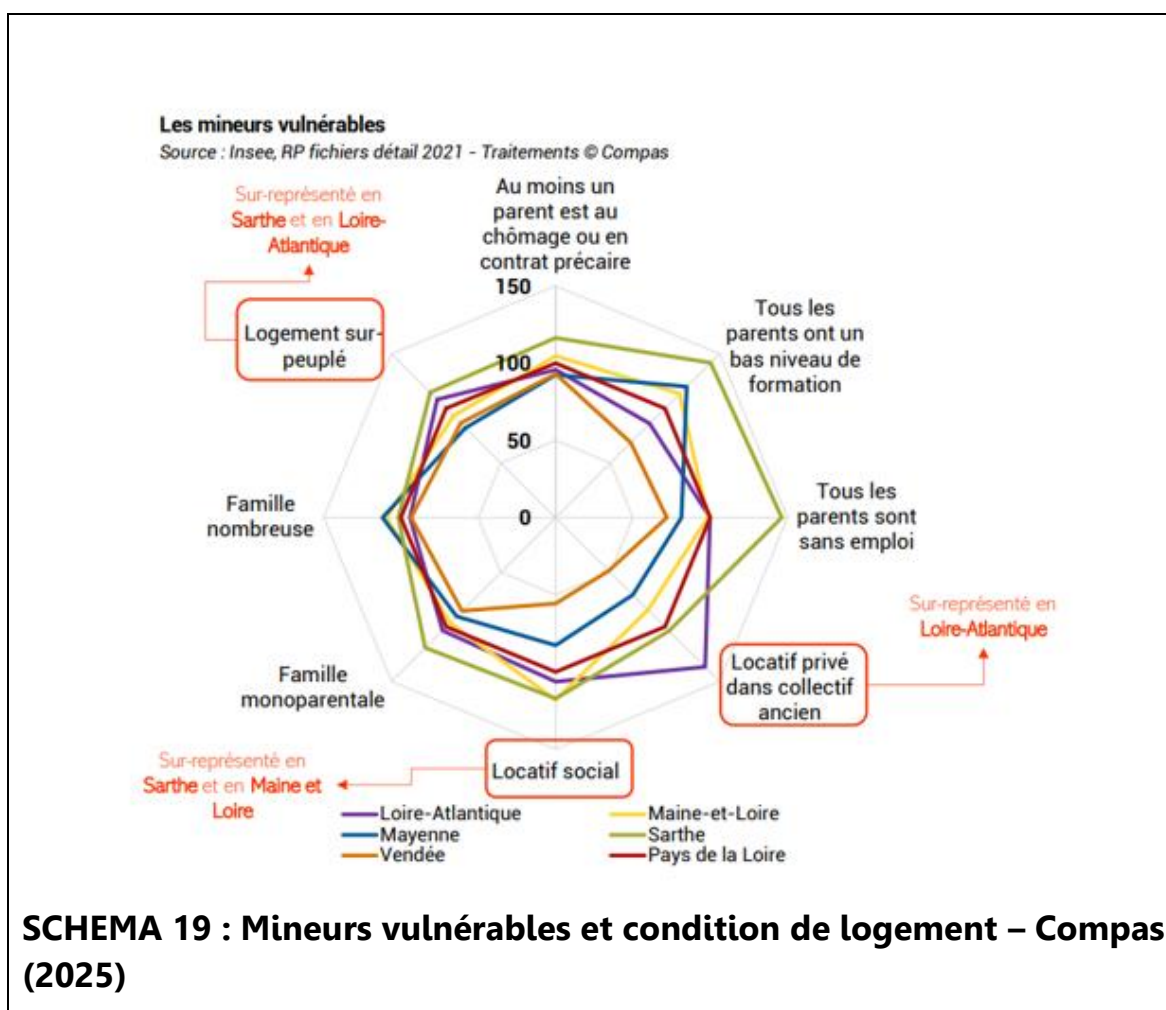 Les mineurs vulnérables
Source : Insee, RP fichiers détail 2021 - Traitements © Compas
Sur-représenté en
Sarthe et en Loire-
Atlantique
Au moins un
parent est au
chômage ou en
contrat précaire
150
Logement sur-
peuplé
Tous les
parents ont un
bas niveau de
formation
100
50
Famille
nombreuse
0
Tous les
parents sont
sans emploi
Sur-représenté en
Loire-Atlantique
Locatif privé
dans collectif
ancien
Famille
monoparentale
Sur-représenté en
Sarthe et en Maine et
Loire
Locatif social
Loire-Atlantique
Maine-et-Loire
Mayenne
Sarthe
Vendée
Pays de la Loire
SCHEMA 19 : Mineurs vulnérables et condition de logement – Compas
(2025)